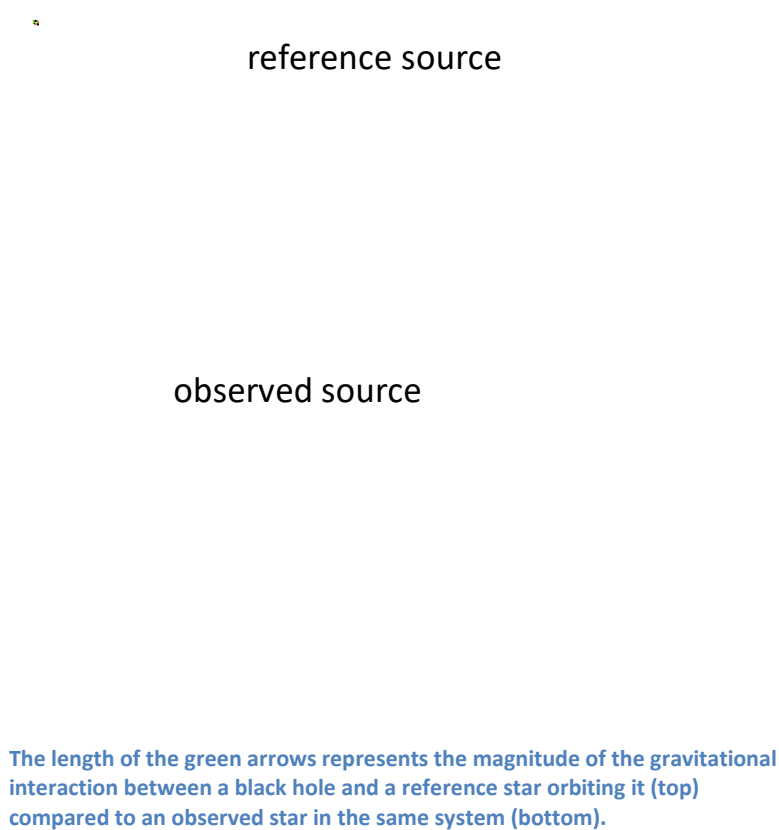 reference source
observed source
The length of the green arrows represents the magnitude of the gravitational
interaction between a black hole and a reference star orbiting it (top)
compared to an observed star in the same system (bottom).